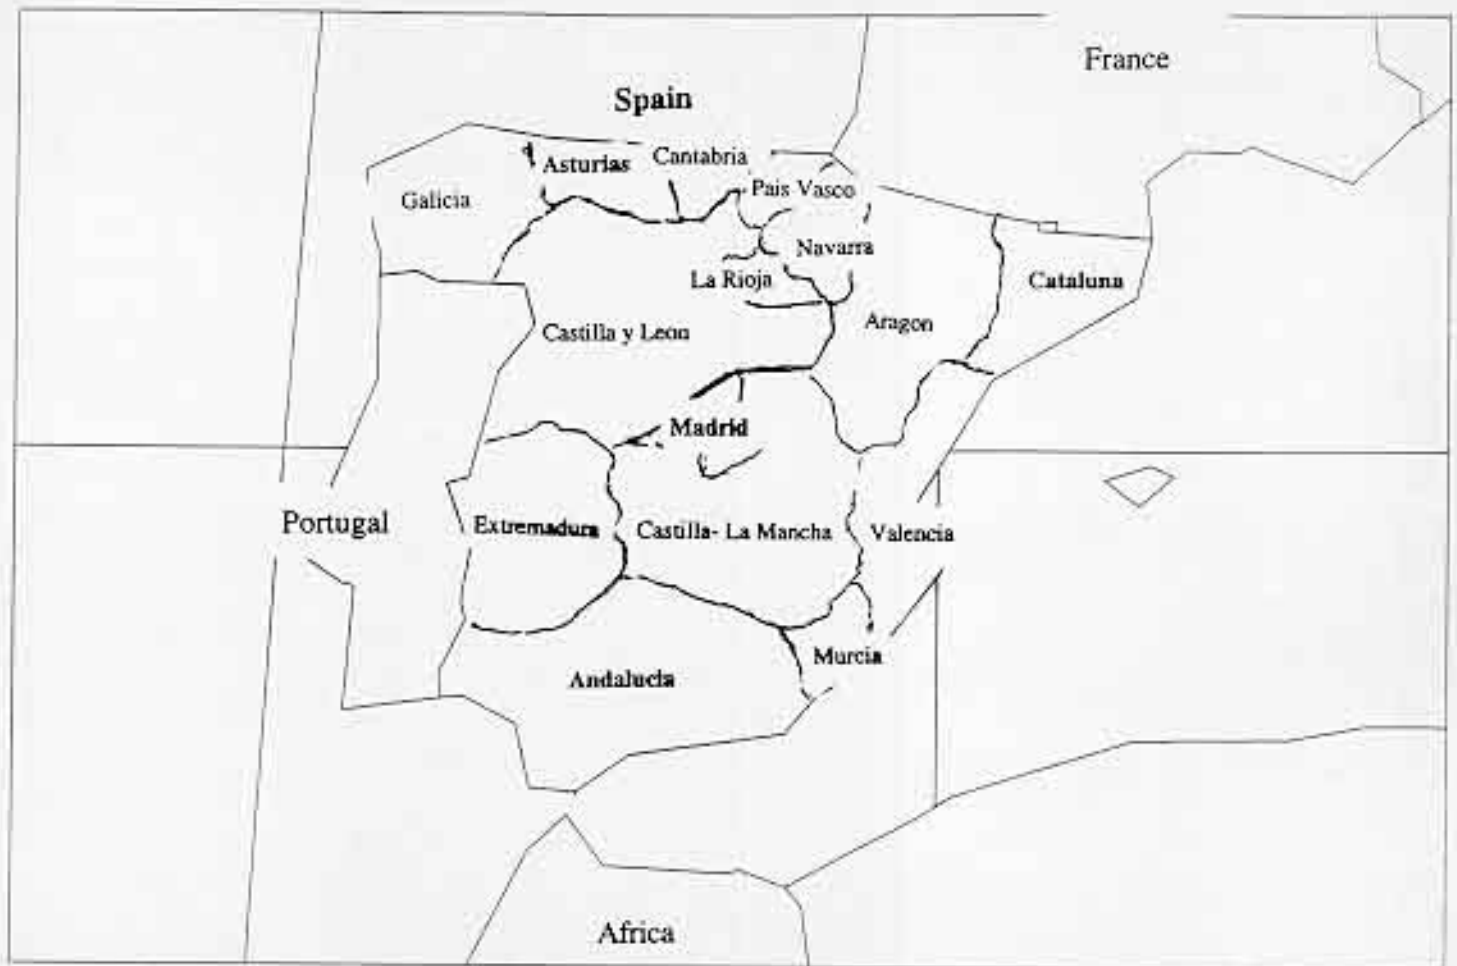 France
Spain
Asturias
Cantabria
Pais Vasco
Galicia
Navarra
La Rioja
Cataluna
Aragon
Castilla y Leon
Madrid
Portugal
Extremadura
Castilla- La Mancha
Valencia
Murcia
Andalucia
Africa